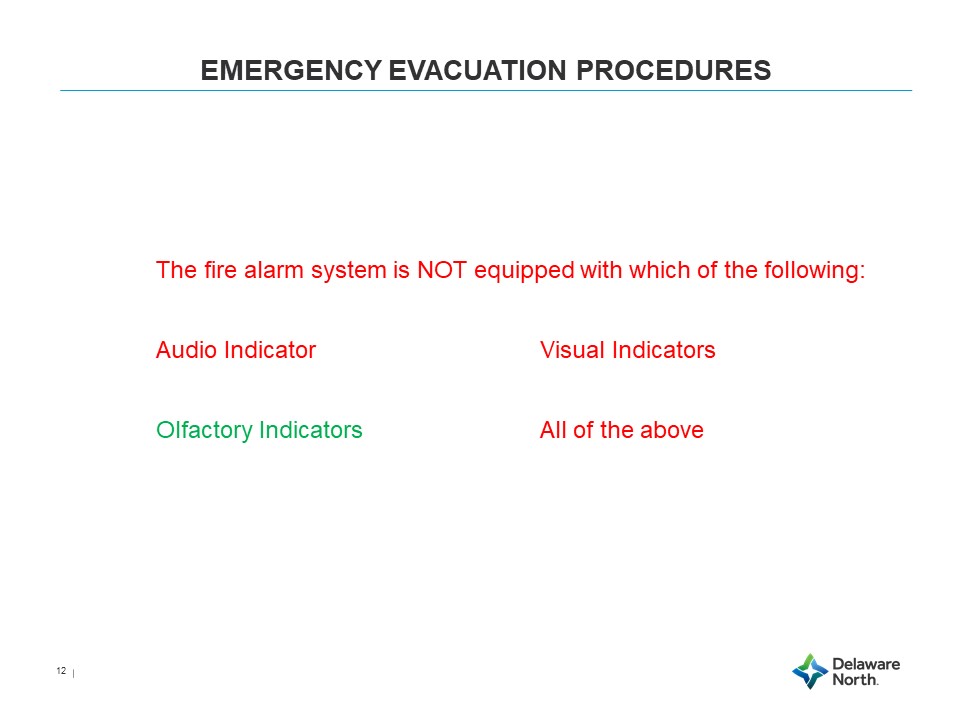 EMERGENCY EVACUATION PROCEDURES
The fire alarm system is NOT equipped with which of the following:
Audio Indicator Visual Indicators
Olfactory Indicators All of the above
12 |
Delaware
North.